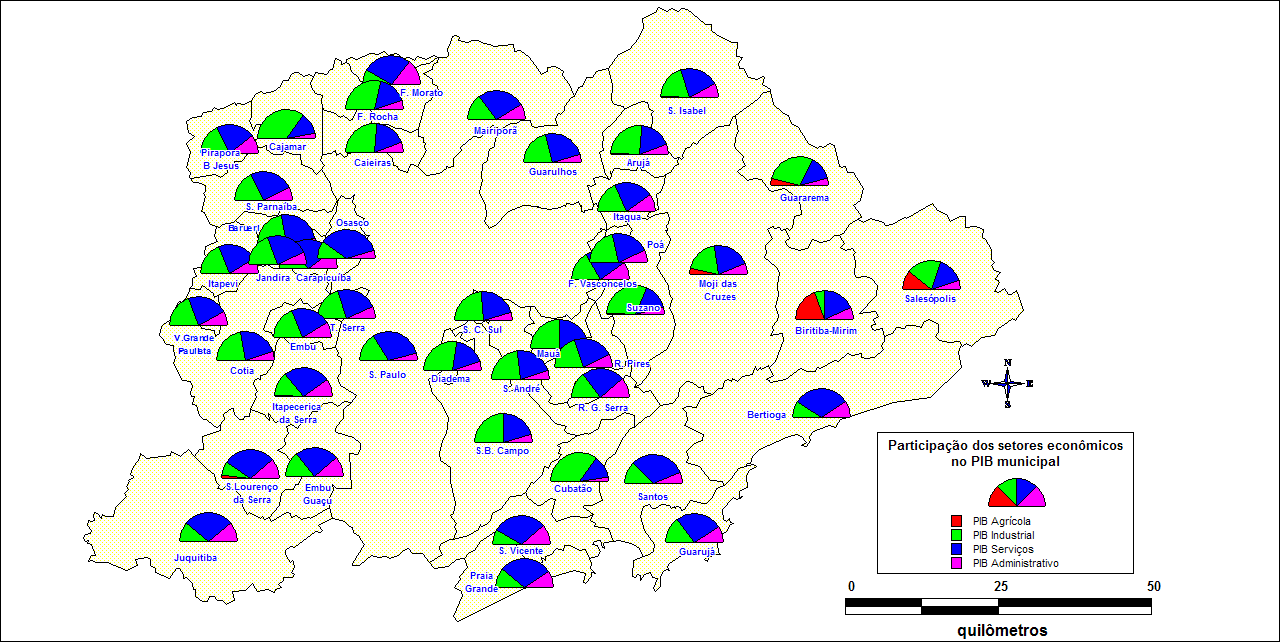 F. Morato
S. Isabel
F. Rocha
Mairiporã
Cajamar
Pirapora
B Jesus
Caieiras
Guarulhos
Arujá
Guararema
S. Parnaíba
Itaqua
Barueri
Osasco
Poá
Itapevi
Jandira
Carapicuíba
F. Vasconcelos
Moji das
Cruzes
Salesópolis
Suzano
T. Serra
S. C. Sul
Biritiba-Mirim
V.Grande
Paulista
Embú
Mauá
Cotia
S. Paulo
Diadema
S. André
R. Pires
Itapecerica
da Serra
R. G. Serra
Bertioga
S.B. Campo
S.Lourenço
da Serra
Embu
Guaçú
Cubatão
Santos
Juquitiba
S. Vicente
Guarujá
Praia
Grande
N
W
E
S
Participação dos setores econômicos
no PIB municipal
PIB Agrícola
PIB Industrial
PIB Serviços
PIB Administrativo
0 25 50
quilômetros